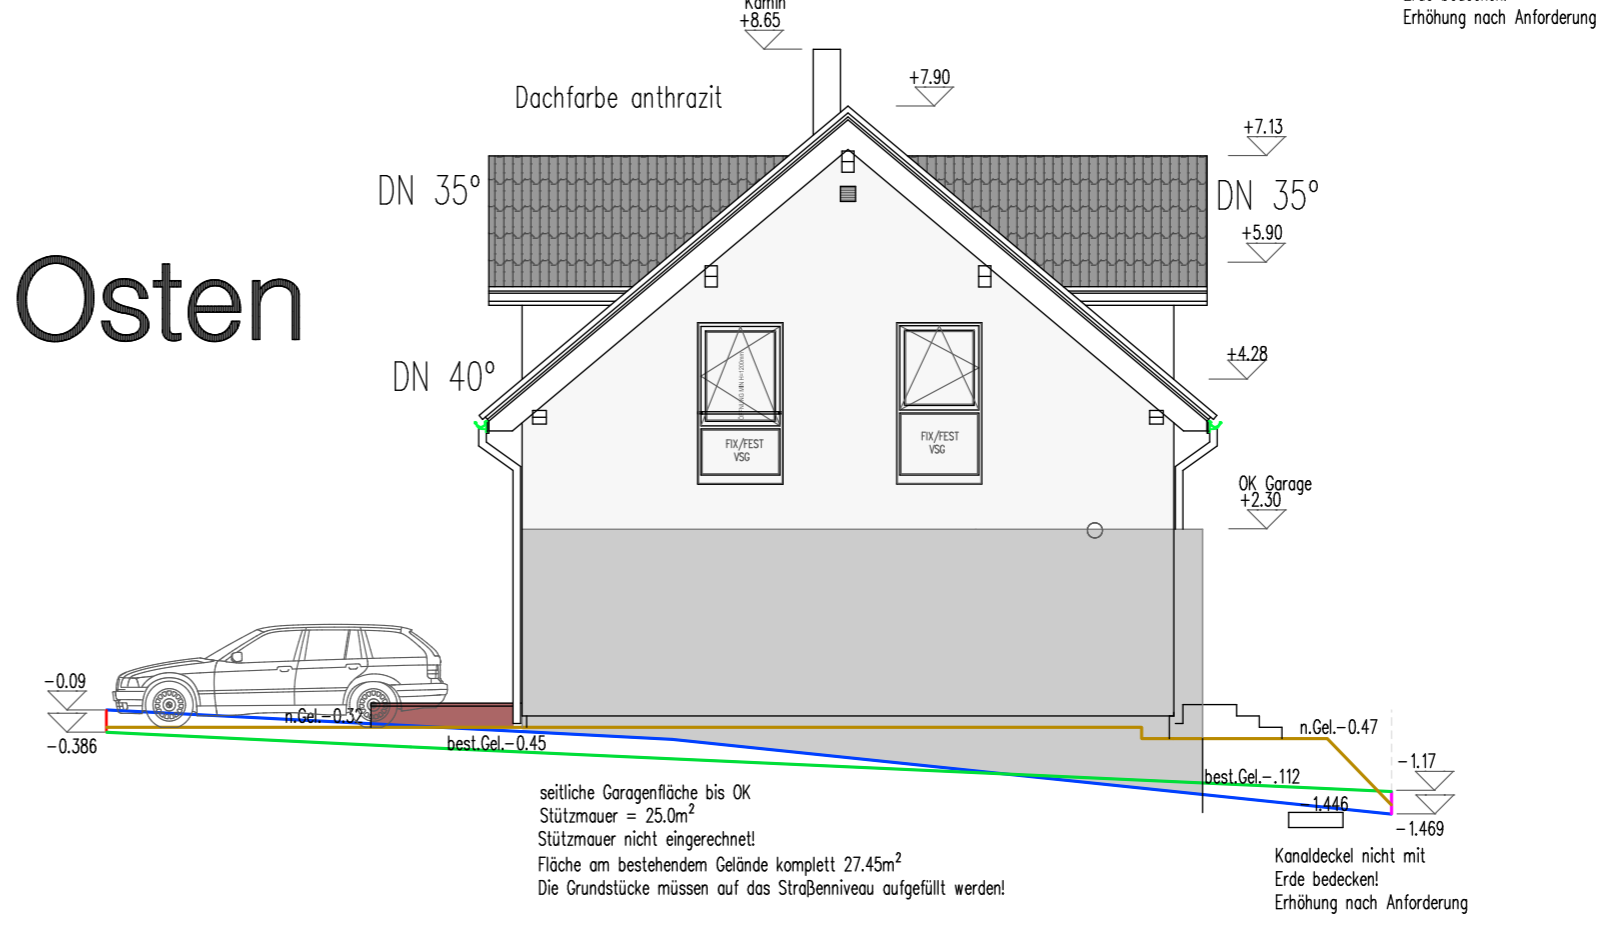 Kamin
+8.65
Erhöhung nach Anforderung
+7.90
Dachfarbe anthrazit
+7.13
DN 35°
DN 35°
+5.90
Osten
+4.28
DN 40°
FIX/FEST
VSG
FIX/FEST
VSG
OK Garage
+2.30
-0.09
n.Gel.-0.32
n.Gel.-0.47
-0.386
best.Gel.-0.45
-1.17
best.Gel.-.112
-1.446
-1.469
seitliche Garagenfläche bis OK
Stützmauer = 25.0m²
Stützmauer nicht eingerechnet!
Fläche am bestehendem Gelände komplett 27.45m²
Die Grundstücke müssen auf das Straßenniveau aufgefüllt werden!
Kanaldeckel nicht mit
Erde bedecken!
Erhöhung nach Anforderung